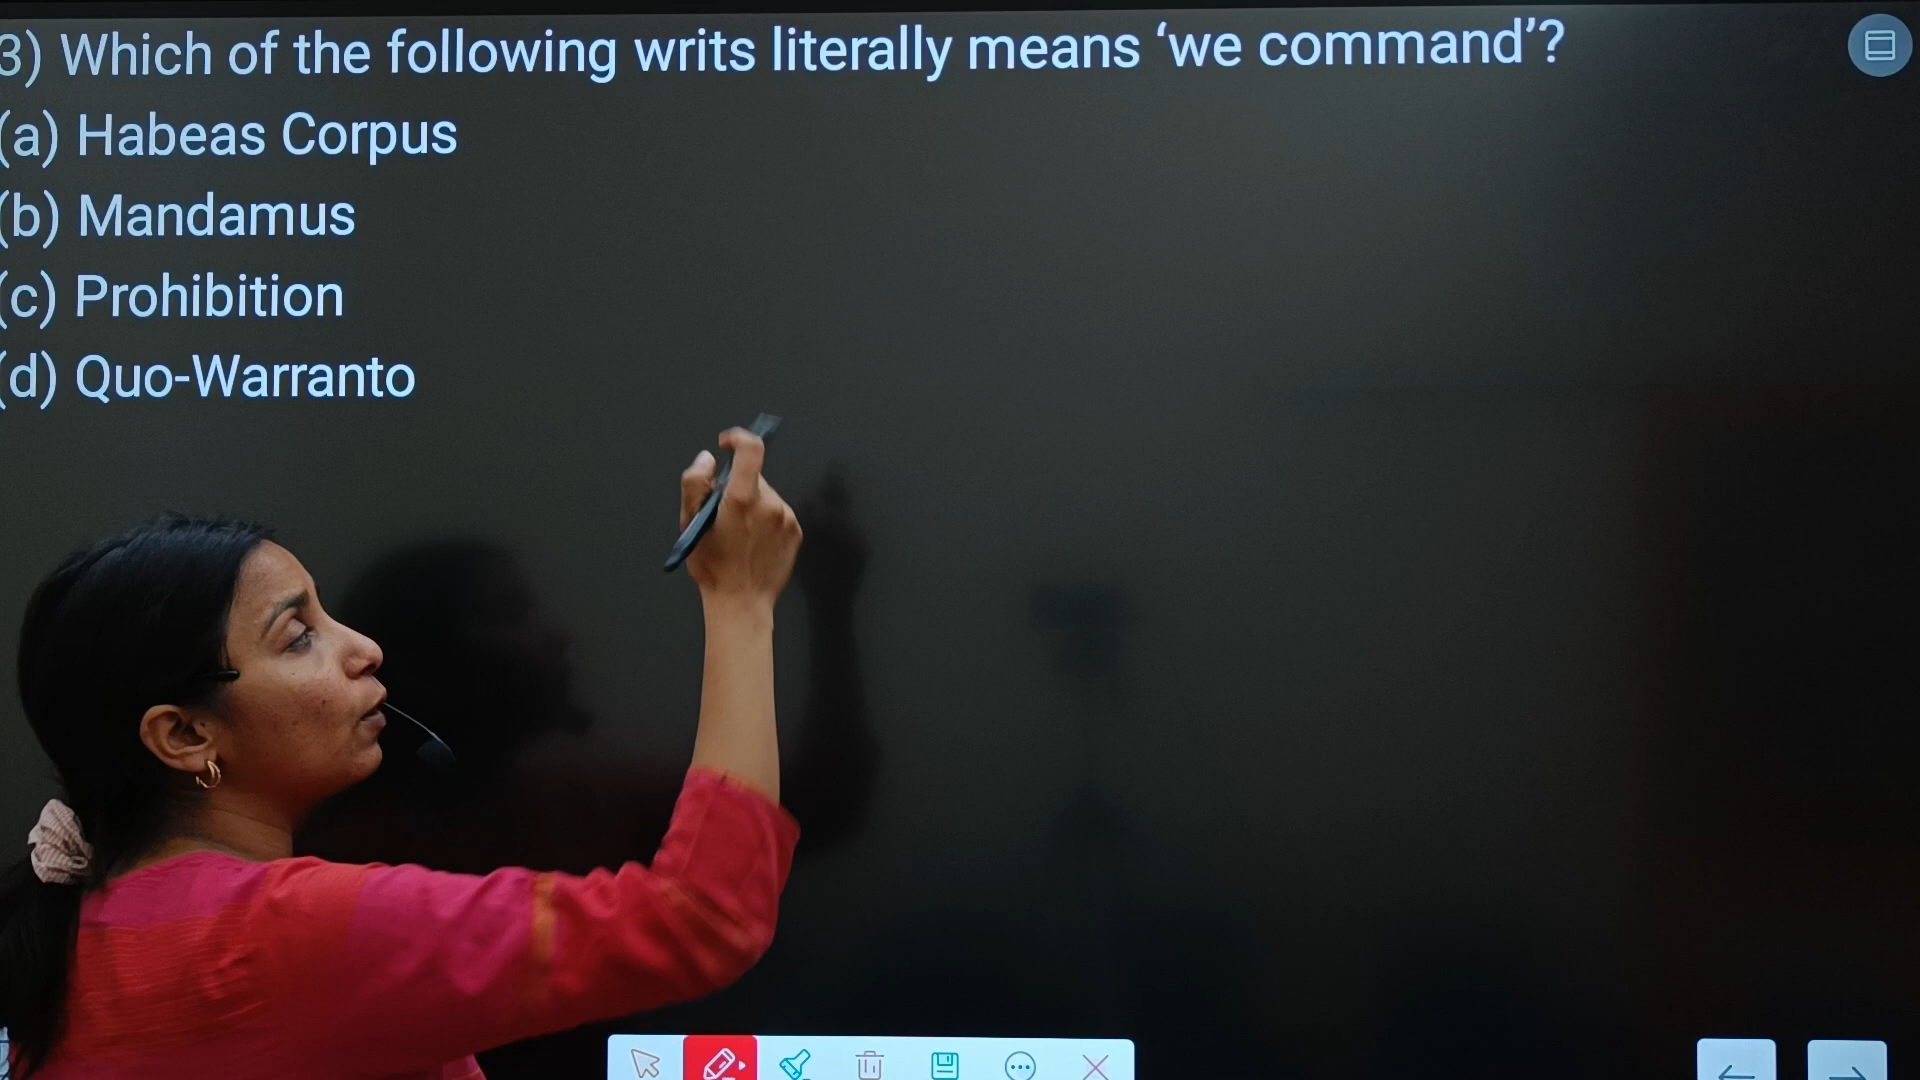 3) Which of the following writs literally means ‘we command’?
(a) Habeas Corpus
(b) Mandamus
(c) Prohibition
(d) Quo-Warranto